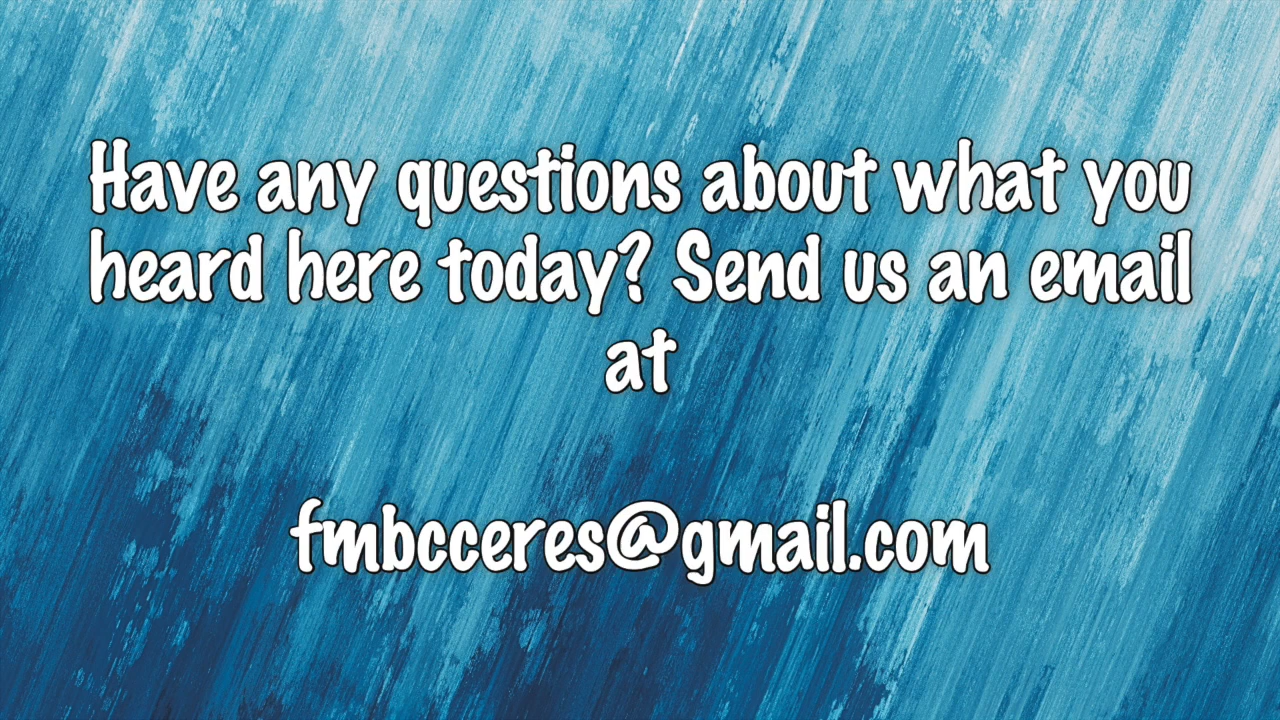 Have any questions about what you
heard here today? Send us an email
at
fmbcceres@gmail.com